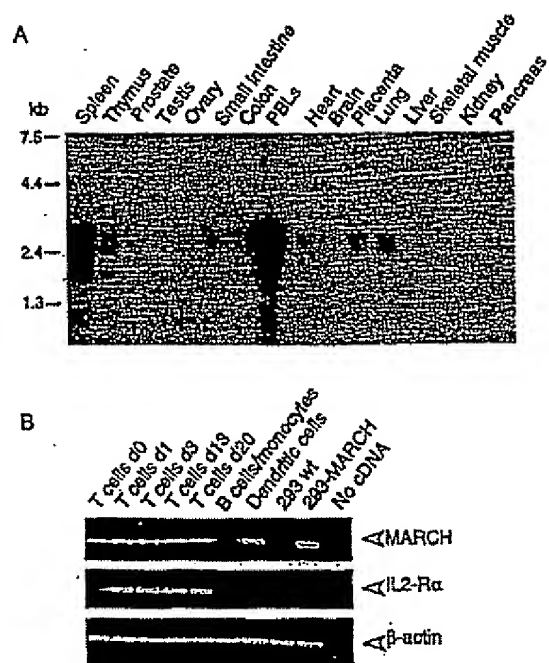 A
kb
Spleen
Thymus
Prostate
Testis
Ovary
Small intestine
Colon
PBLs
Heart
Brain
Placenta
Lung
Liver
Skeletal muscle
Kidney
Pancreas
7.5
4.4
2.4
1.3
B
T cells d0
T cells d1
T cells d3
T cells d13
T cells d20
B cells/monocytes
Dendritic cells
293 wt
293-MARCH
No cDNA
MARCH
IL2-Rα
β-actin